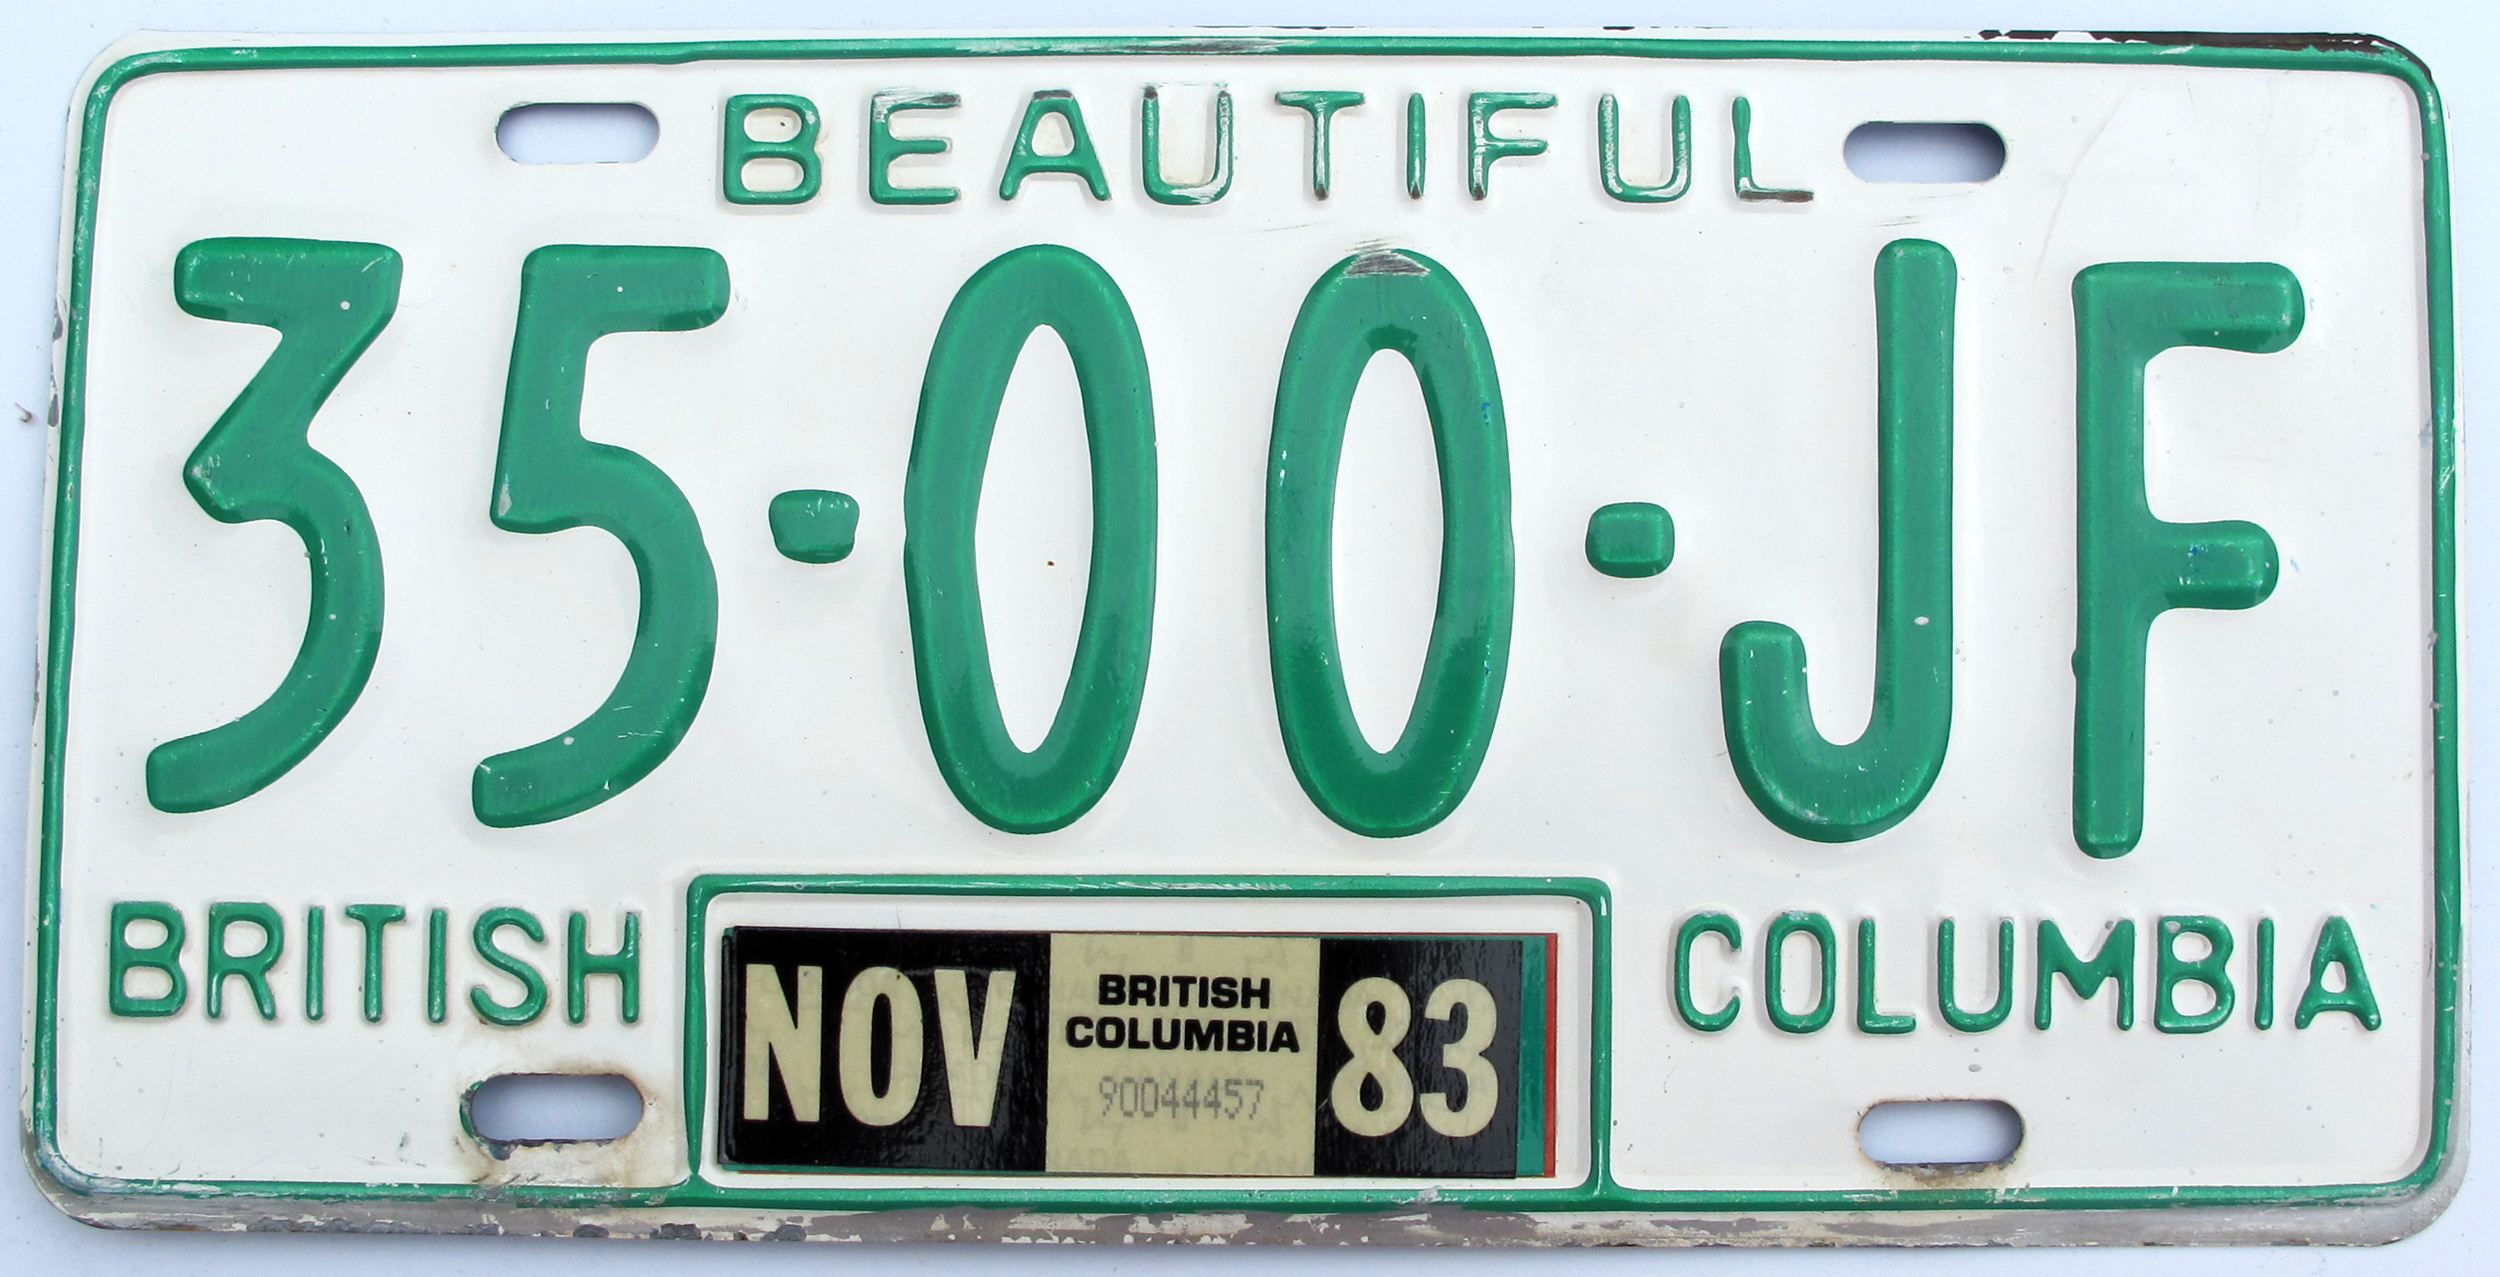 BEAUTIFUL
35-00-JF
BRITISH COLUMBIA
NOV BRITISH COLUMBIA 83
90044457